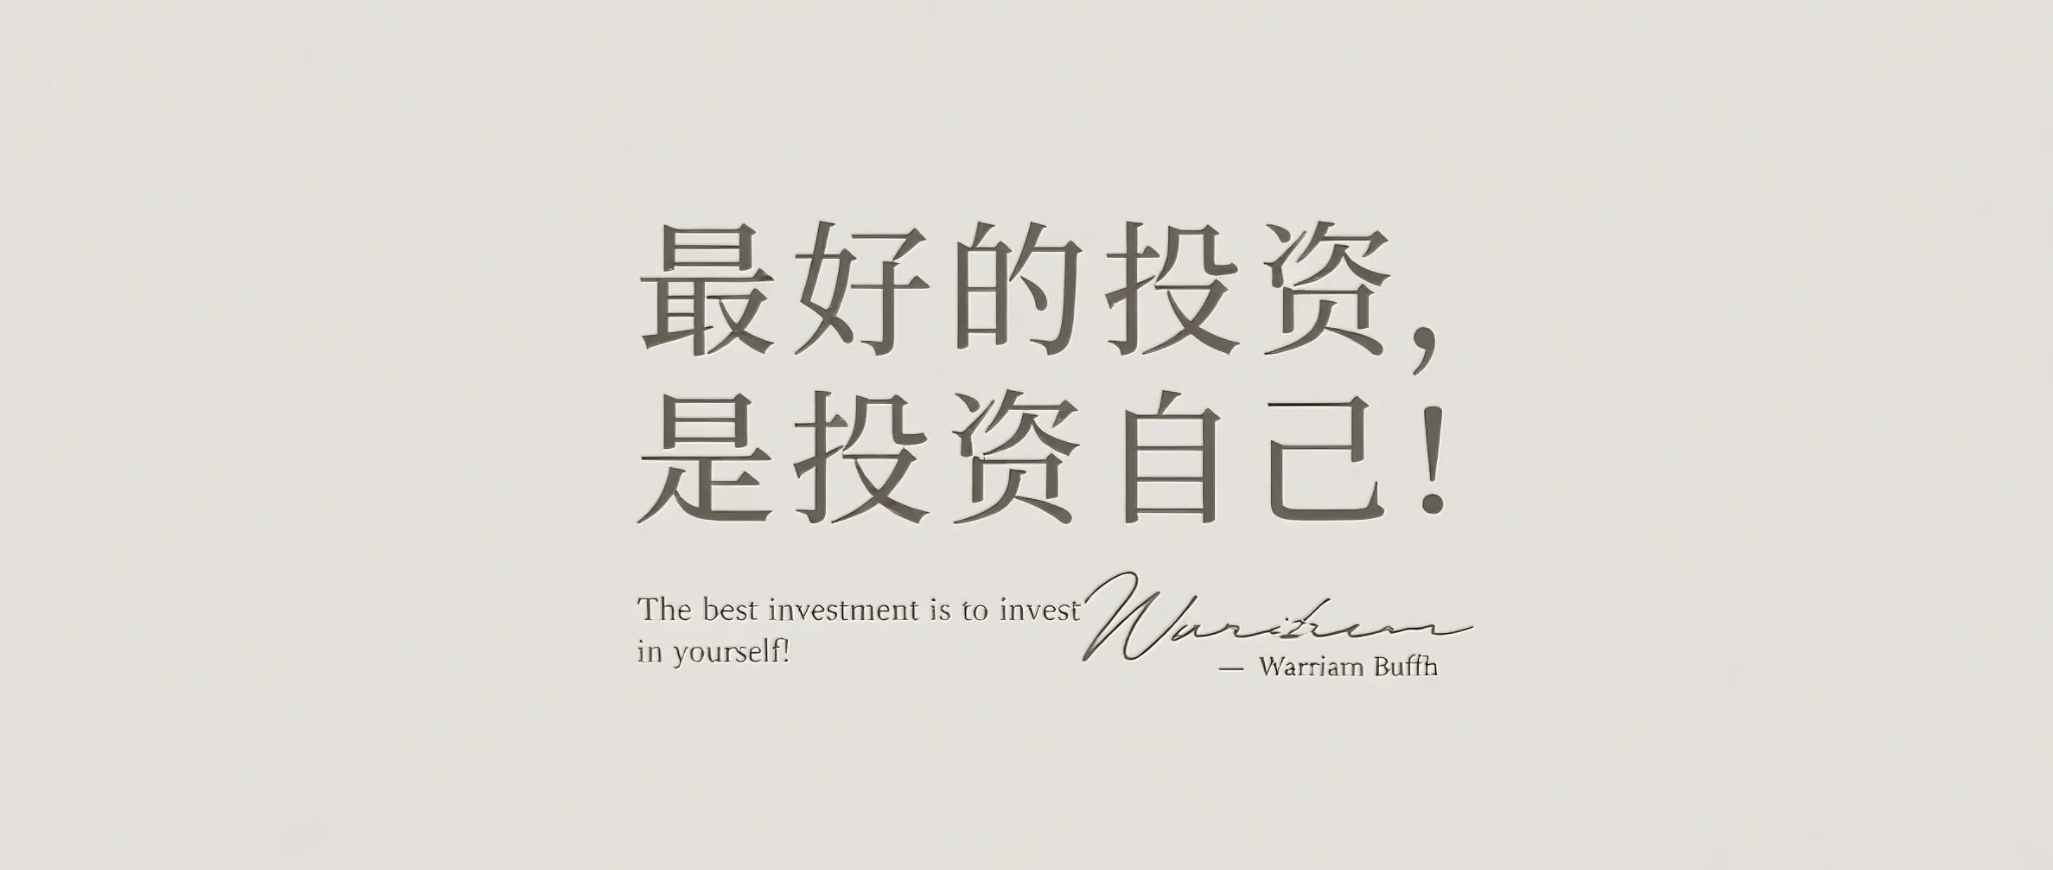 最好的投资，
是投资自己！
The best investment is to invest
in yourself!
— Warriam Buffh